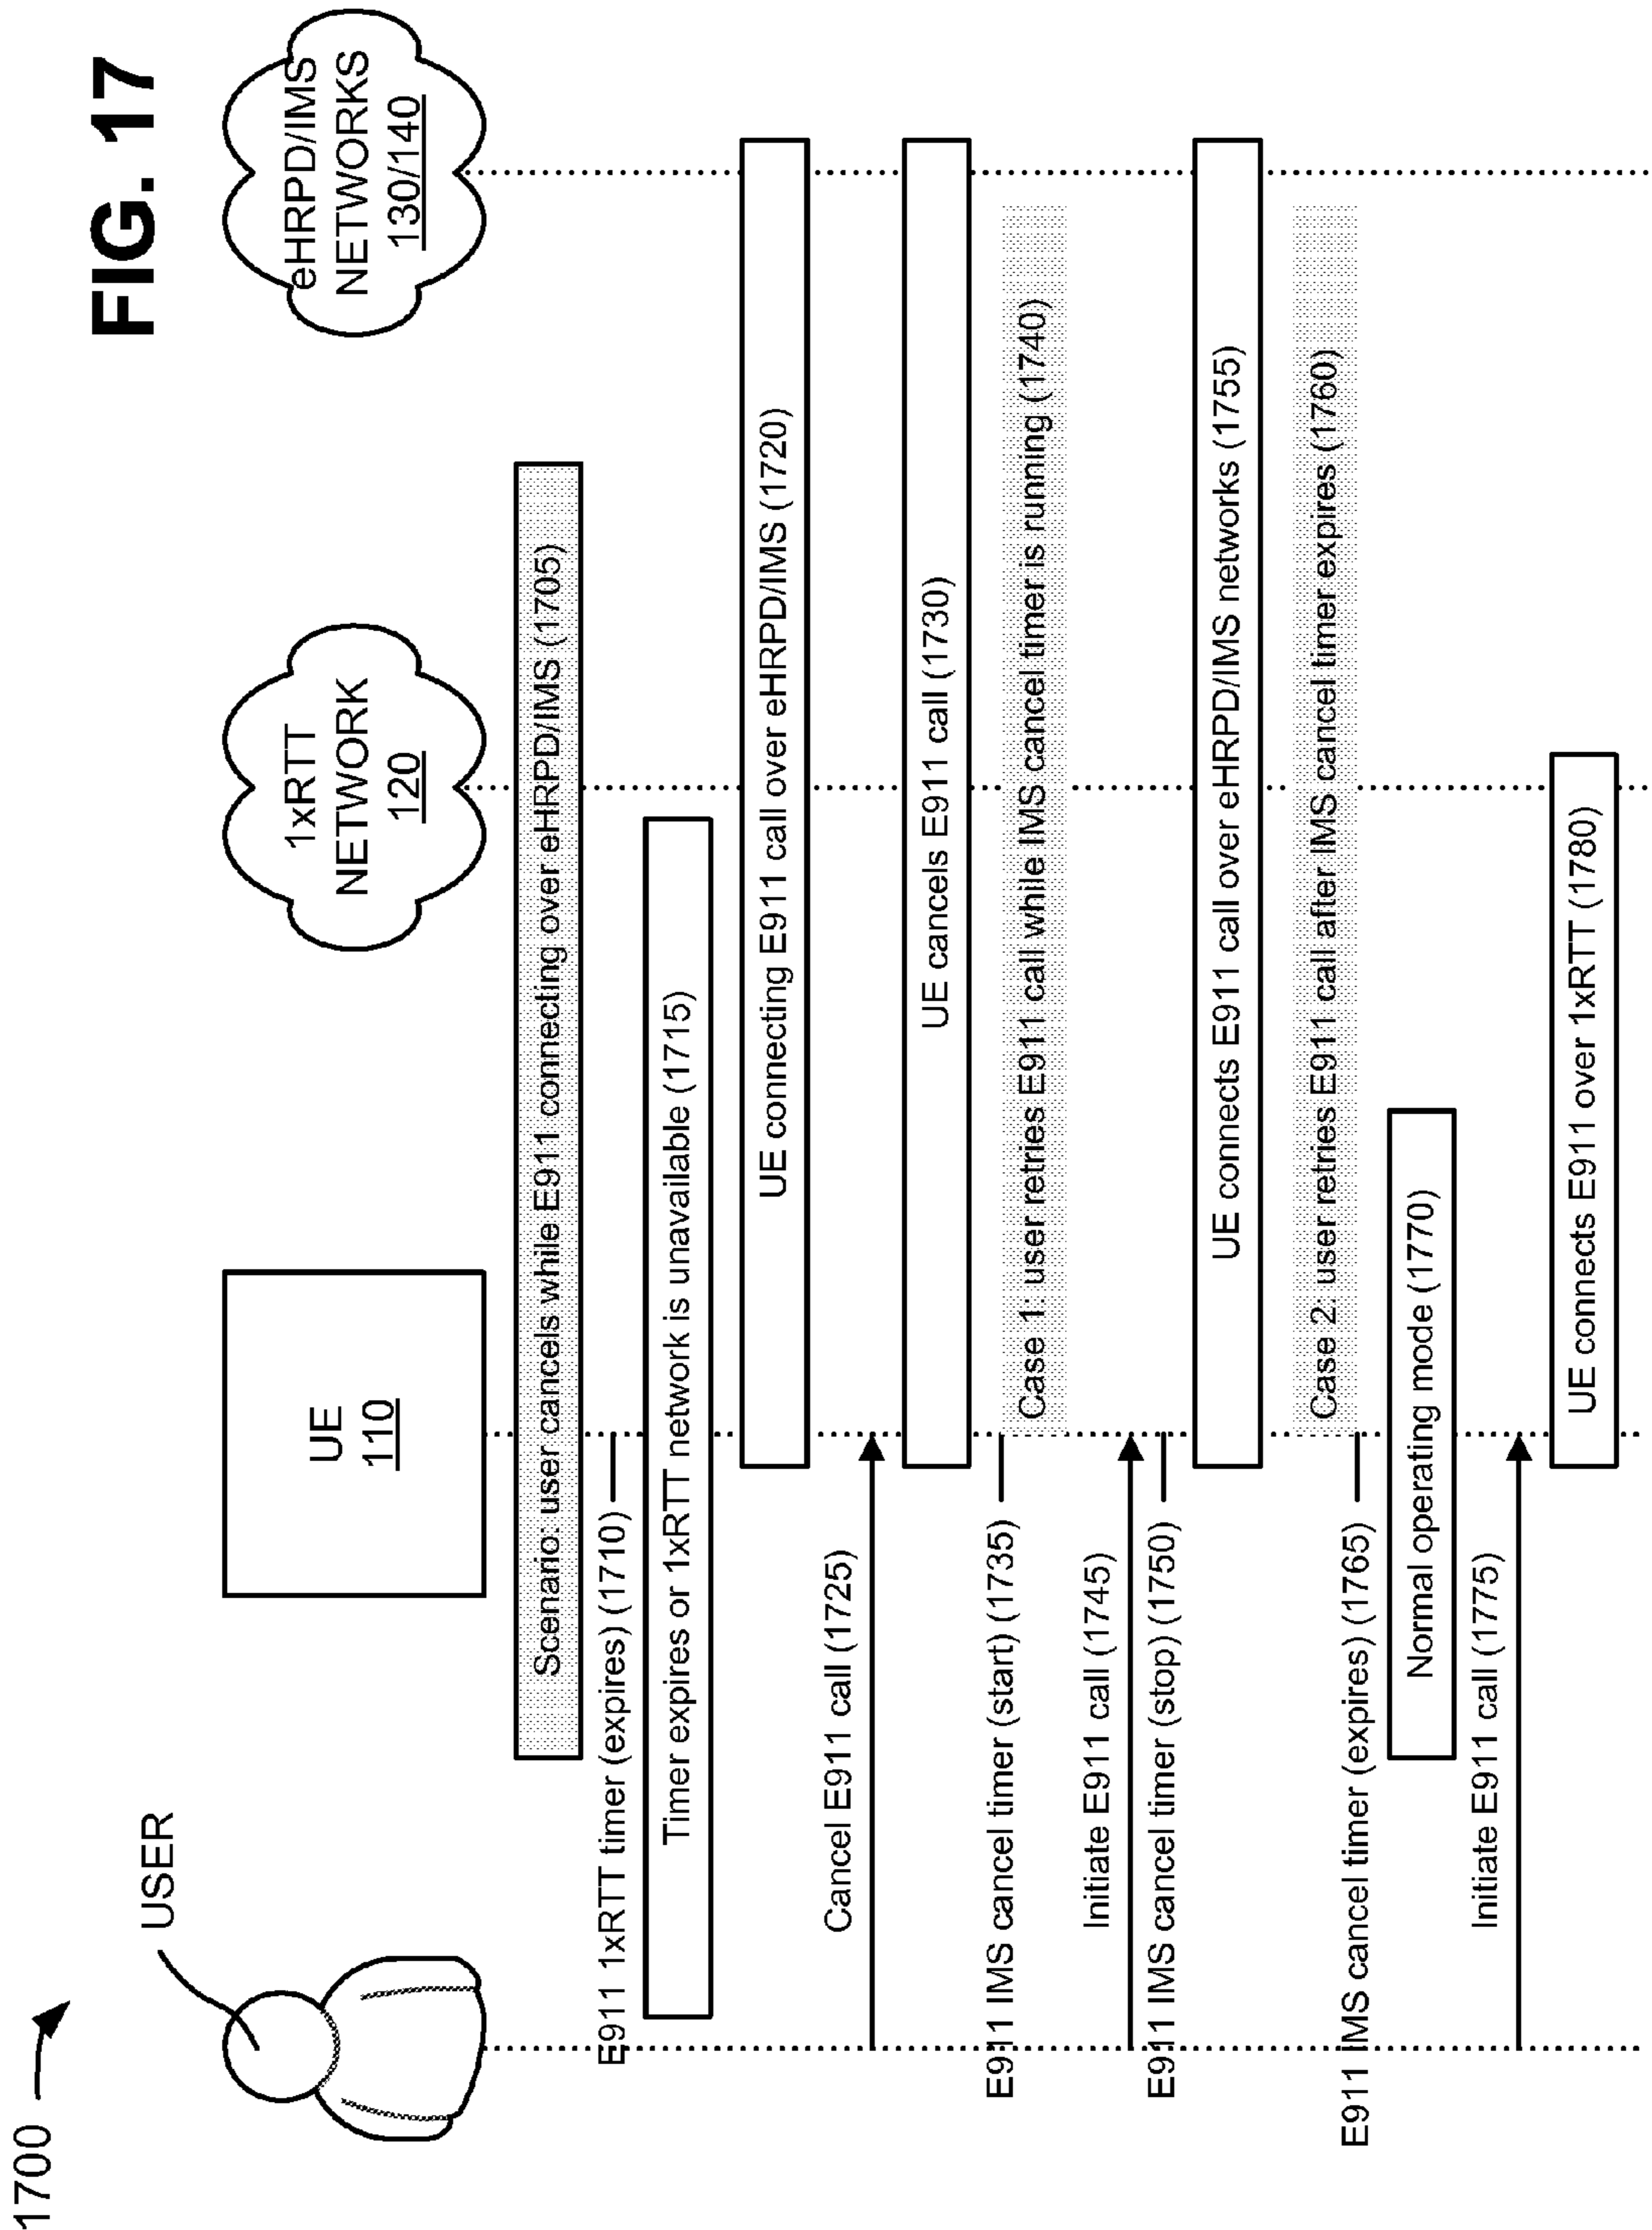 FIG. 17
1700
USER
UE
110
1xRTT
NETWORK
120
eHRPD/IMS
NETWORKS
130/140
Scenario: user cancels while E911 connecting over eHRPD/IMS (1705)
E911 1xRTT timer (expires) (1710)
Timer expires or 1xRTT network is unavailable (1715)
UE connecting E911 call over eHRPD/IMS (1720)
Cancel E911 call (1725)
UE cancels E911 call (1730)
E911 IMS cancel timer (start) (1735)
Case 1: user retries E911 call while IMS cancel timer is running (1740)
Initiate E911 call (1745)
E911 IMS cancel timer (stop) (1750)
UE connects E911 call over eHRPD/IMS networks (1755)
Case 2: user retries E911 call after IMS cancel timer expires (1760)
E911 IMS cancel timer (expires) (1765)
Normal operating mode (1770)
Initiate E911 call (1775)
UE connects E911 over 1xRTT (1780)